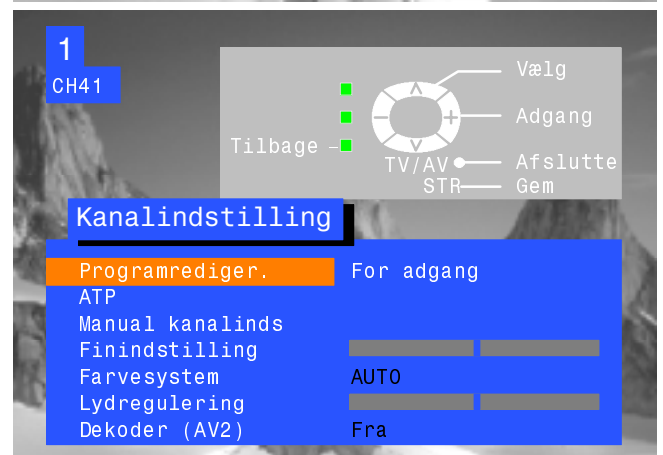 1
CH41
Vælg
Adgang
Tilbage
TV/AV Afslutte
STR Gem
Kanalindstilling
Programrediger. For adgang
ATP
Manual kanalinds
Finindstilling
Farvesystem AUTO
Lydregulering
Dekoder (AV2) Fra